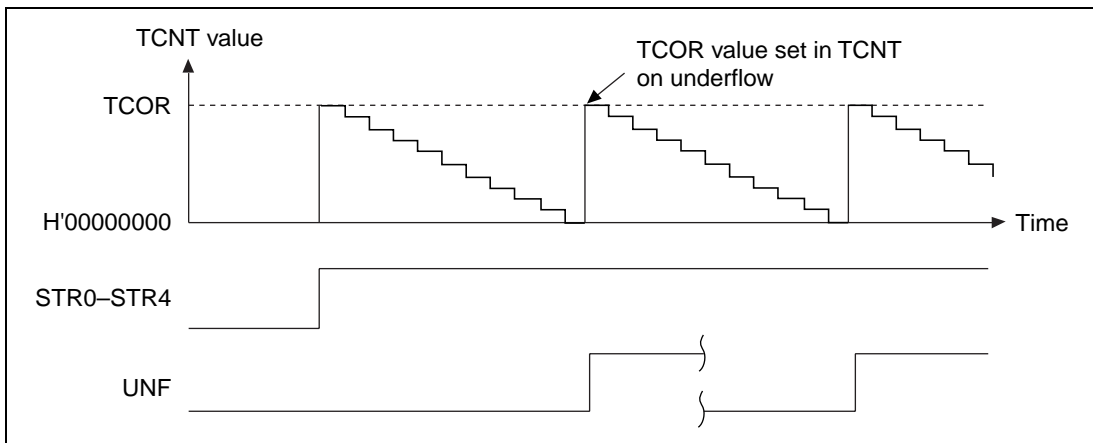 TCNT value
TCOR value set in TCNT
on underflow
TCOR
H'00000000
Time
STR0–STR4
UNF